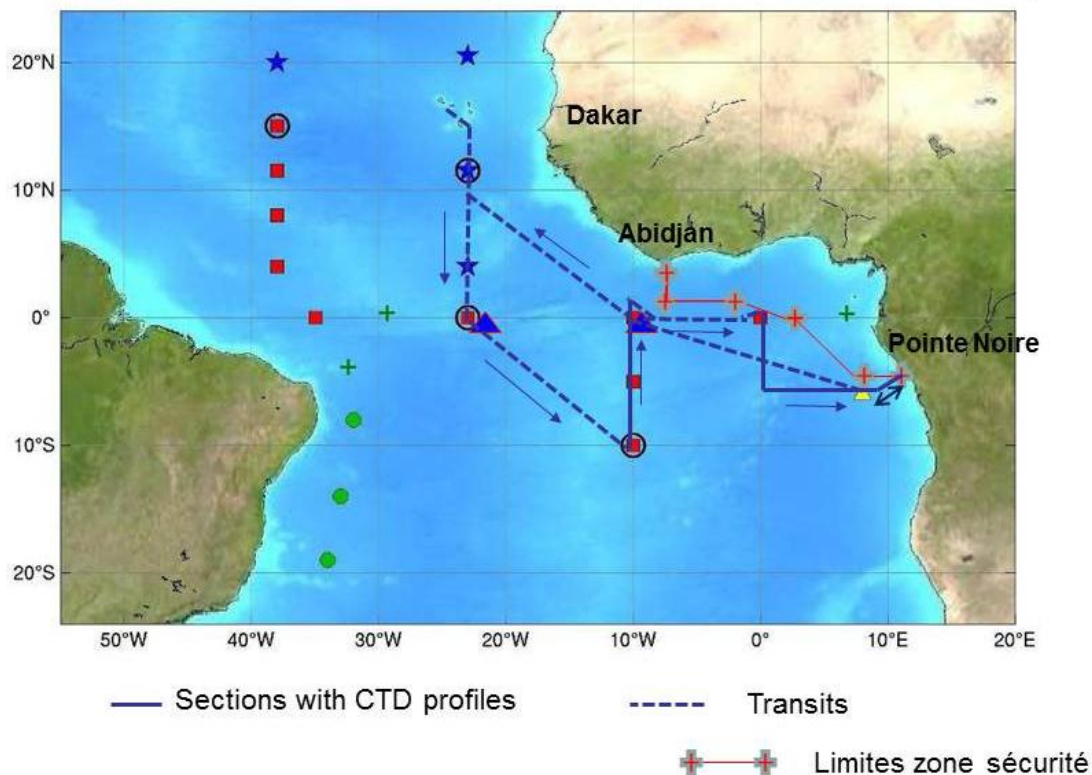 20°N
Dakar
10°N
Abidjan
0°
Pointe Noire
10°S
20°S
50°W 40°W 30°W 20°W 10°W 0° 10°E 20°E
Sections with CTD profiles Transits
Limites zone sécurité